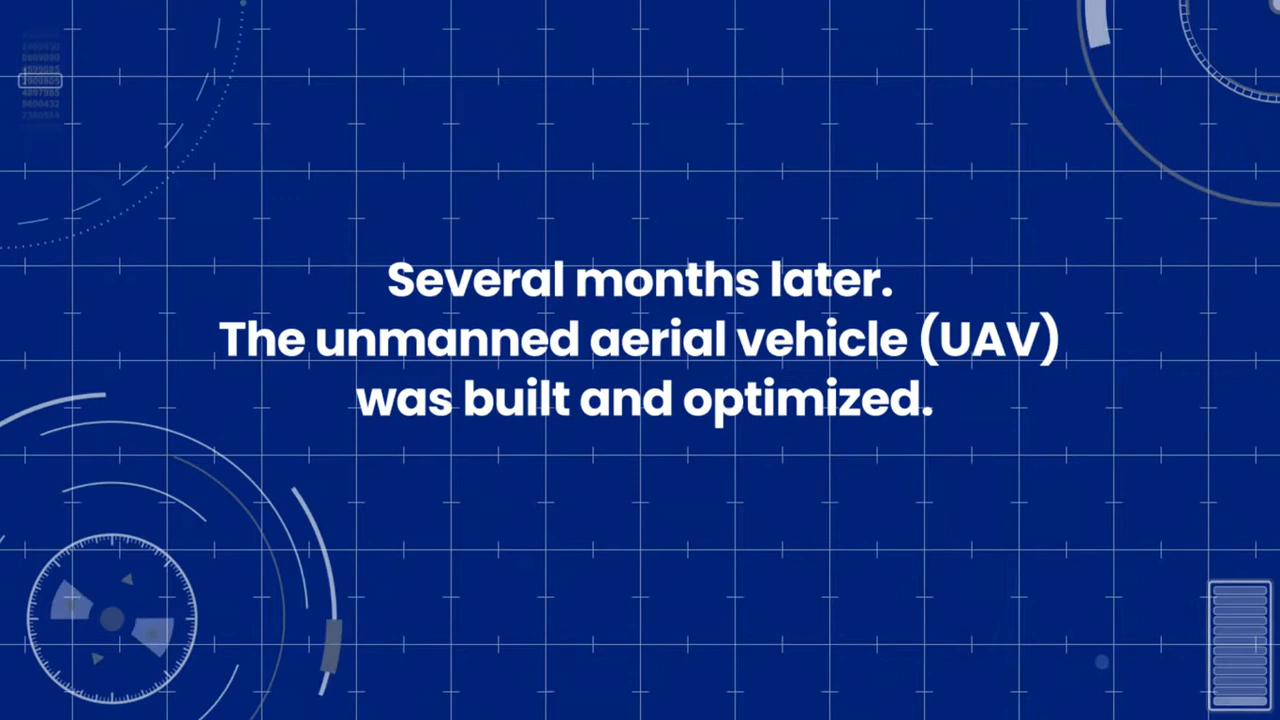 Several months later.
The unmanned aerial vehicle (UAV)
was built and optimized.